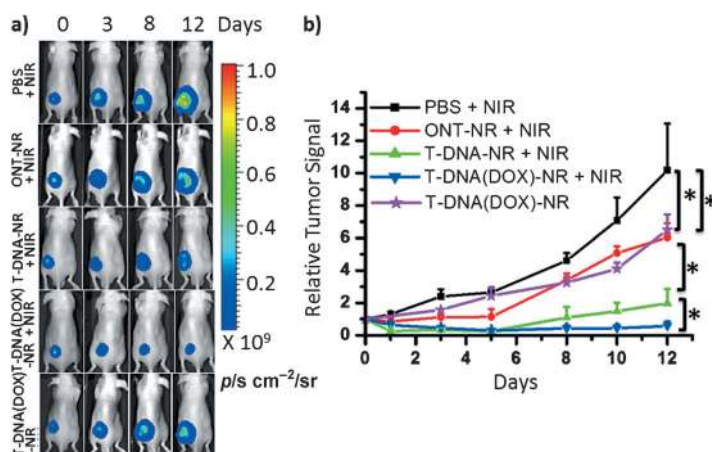 a)
0 3 8 12 Days
PBS
+ NIR
ONT-NR
+ NIR
T-DNA-NR
+ NIR
T-DNA(DOX)
-NR + NIR
T-DNA(DOX)
-NR
1.0
0.8
0.6
0.4
0.2
X 10⁹
p/s cm⁻²/sr
b)
Relative Tumor Signal
14
12
10
8
6
4
2
0
PBS + NIR
ONT-NR + NIR
T-DNA-NR + NIR
T-DNA(DOX)-NR + NIR
T-DNA(DOX)-NR
*
*
*
*
0 2 4 6 8 10 12
Days